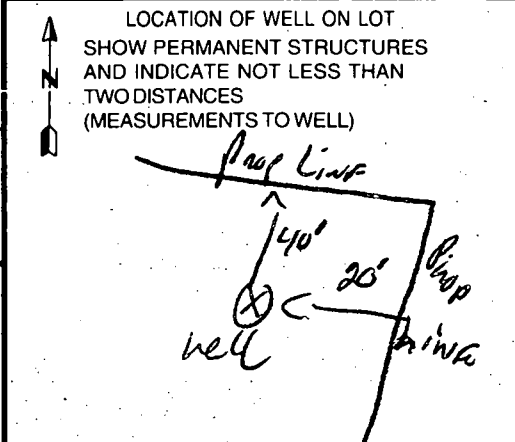 LOCATION OF WELL ON LOT
SHOW PERMANENT STRUCTURES
N AND INDICATE NOT LESS THAN
TWO DISTANCES
(MEASUREMENTS TO WELL)
Prop Line
40'
20'
Prop
Line
X
well